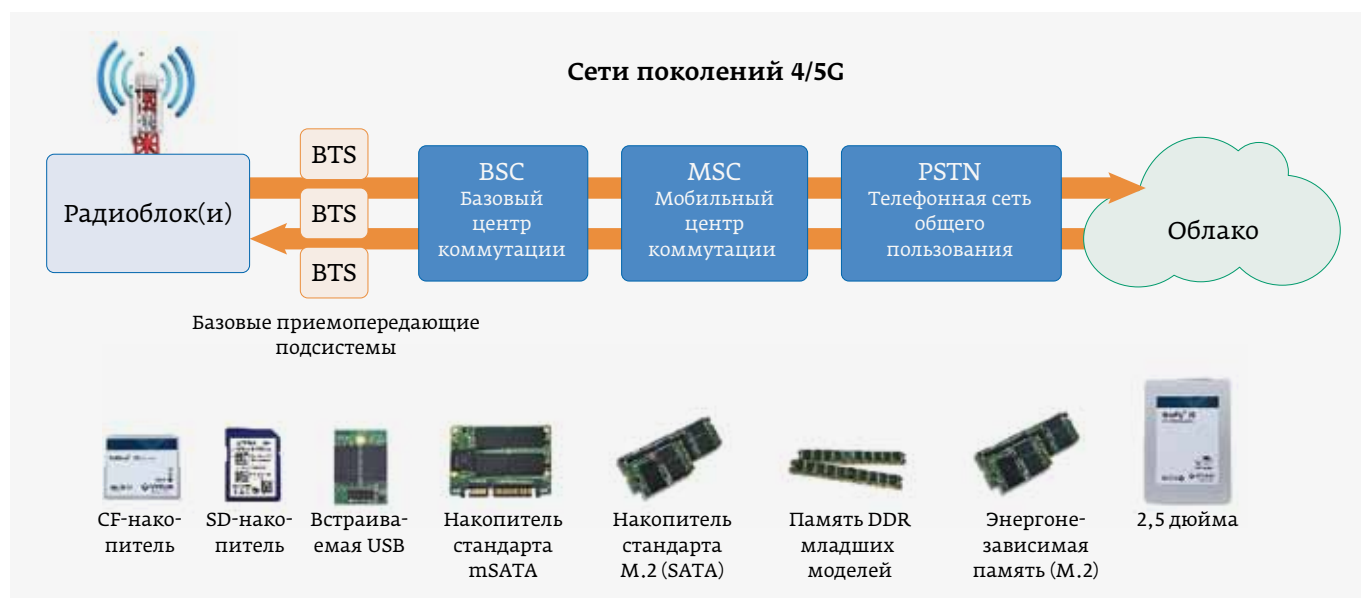 Сети поколений 4/5G
Радиоблок(и)
BTS
BTS
BTS
BSC
Базовый
центр
коммутации
MSC
Мобильный
центр
коммутации
PSTN
Телефонная сеть
общего
пользования
Облако
Базовые приемопередающие
подсистемы
CF-нако-
питель
SD-нако-
питель
Встраива-
емая USB
Накопитель
стандарта
mSATA
Накопитель
стандарта
M.2 (SATA)
Память DDR
младших
моделей
Энергоне-
зависимая
память (M.2)
2,5 дюйма